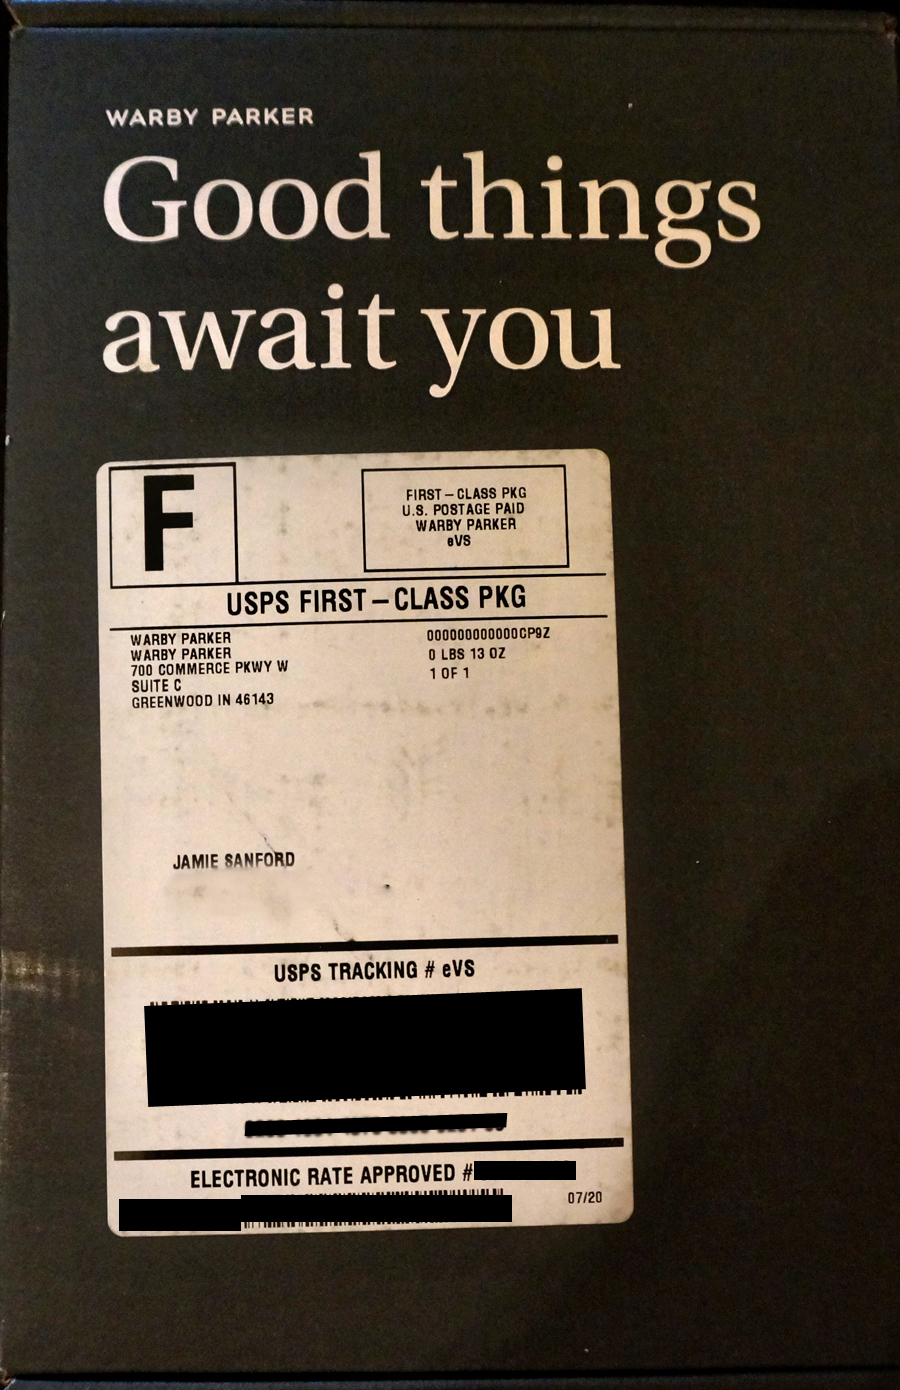 WARBY PARKER
Good things
await you
F
FIRST-CLASS PKG
U.S. POSTAGE PAID
WARBY PARKER
eVS
USPS FIRST-CLASS PKG
WARBY PARKER
WARBY PARKER
700 COMMERCE PKWY W
SUITE C
GREENWOOD IN 46143
000000000000CP9Z
0 LBS 13 OZ
1 OF 1
JAMIE SANFORD
USPS TRACKING # eVS
ELECTRONIC RATE APPROVED #
07/20